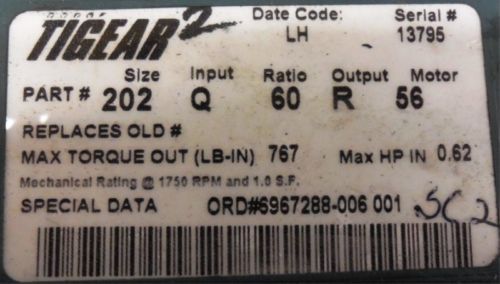 TIGEAR 2 Date Code: Serial #
LH 13795
Size Input Ratio Output Motor
PART # 202 Q 60 R 56
REPLACES OLD #
MAX TORQUE OUT (LB-IN) 767 Max HP IN 0.62
Mechanical Rating @ 1750 RPM and 1.0 S.F.
SPECIAL DATA ORD#6967288-006 001
SC2